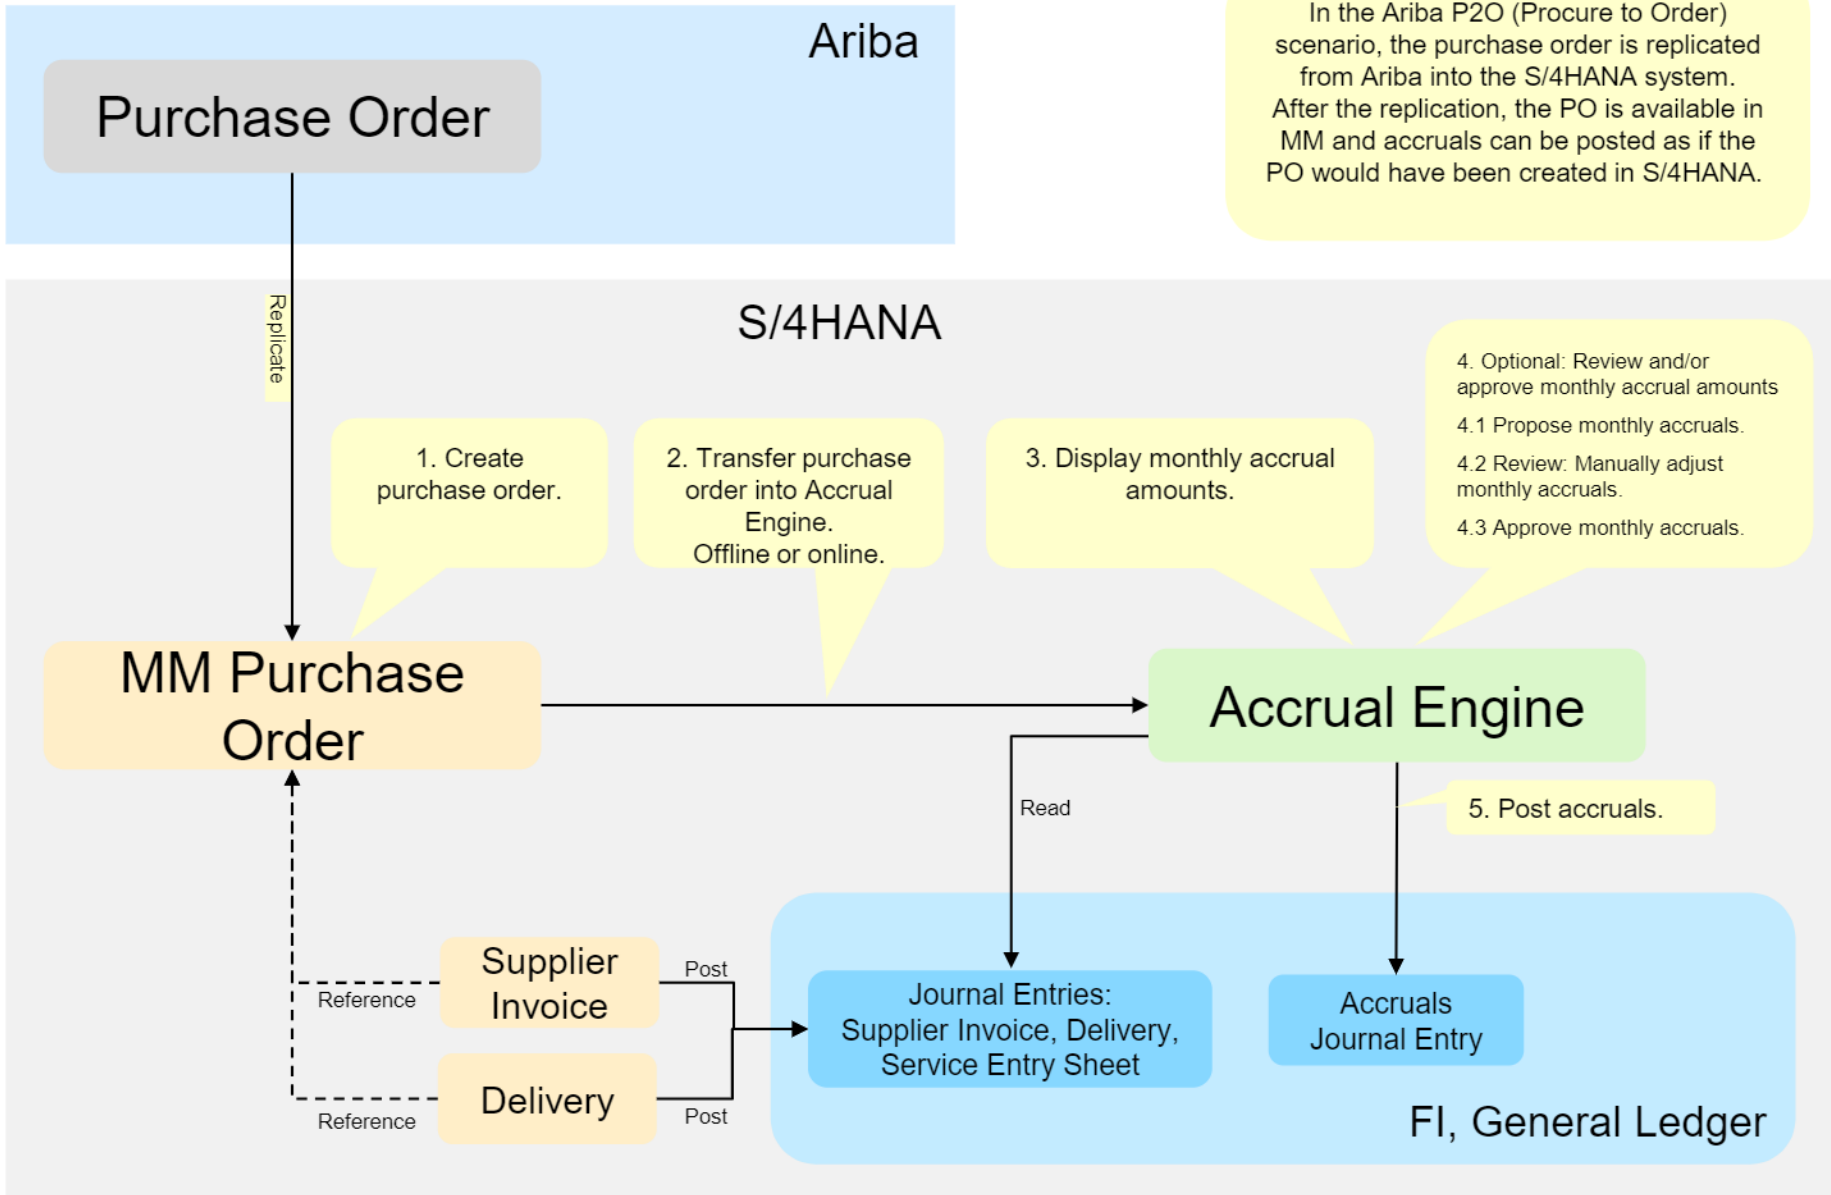 Ariba
Purchase Order
In the Ariba P2O (Procure to Order)
scenario, the purchase order is replicated
from Ariba into the S/4HANA system.
After the replication, the PO is available in
MM and accruals can be posted as if the
PO would have been created in S/4HANA.
Replicate
S/4HANA
1. Create
purchase order.
2. Transfer purchase
order into Accrual
Engine.
Offline or online.
3. Display monthly accrual
amounts.
4. Optional: Review and/or
approve monthly accrual amounts
4.1 Propose monthly accruals.
4.2 Review: Manually adjust
monthly accruals.
4.3 Approve monthly accruals.
MM Purchase
Order
Accrual Engine
Read
5. Post accruals.
Supplier
Invoice
Post
Reference
Delivery
Post
Reference
Journal Entries:
Supplier Invoice, Delivery,
Service Entry Sheet
Accruals
Journal Entry
FI, General Ledger